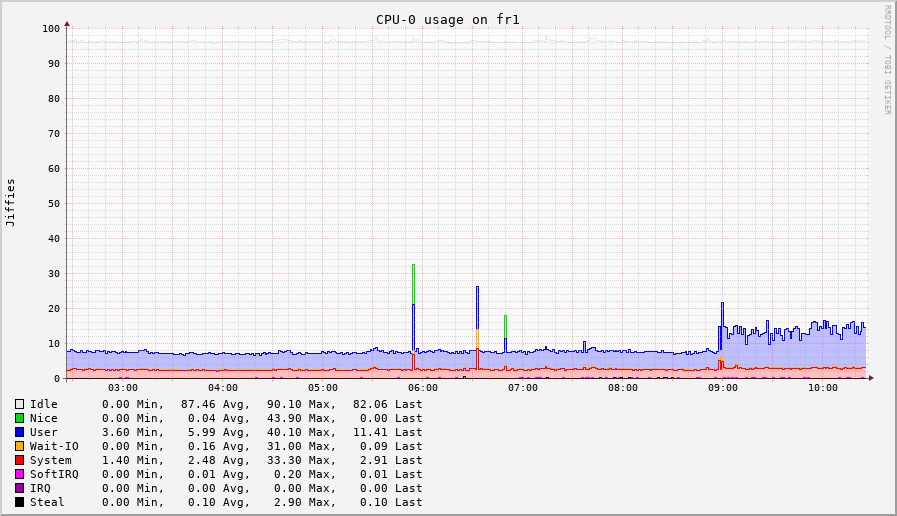 CPU-0 usage on fr1
RRDTOOL / TOBI OETIKER
Jiffies
100
90
80
70
60
50
40
30
20
10
0
03:00 04:00 05:00 06:00 07:00 08:00 09:00 10:00
Idle 0.00 Min, 87.46 Avg, 90.10 Max, 82.06 Last
Nice 0.00 Min, 0.04 Avg, 43.90 Max, 0.00 Last
User 3.60 Min, 5.99 Avg, 40.10 Max, 11.41 Last
Wait-IO 0.00 Min, 0.16 Avg, 31.00 Max, 0.09 Last
System 1.40 Min, 2.48 Avg, 33.30 Max, 2.91 Last
SoftIRQ 0.00 Min, 0.01 Avg, 0.20 Max, 0.01 Last
IRQ 0.00 Min, 0.00 Avg, 0.00 Max, 0.00 Last
Steal 0.00 Min, 0.10 Avg, 2.90 Max, 0.10 Last